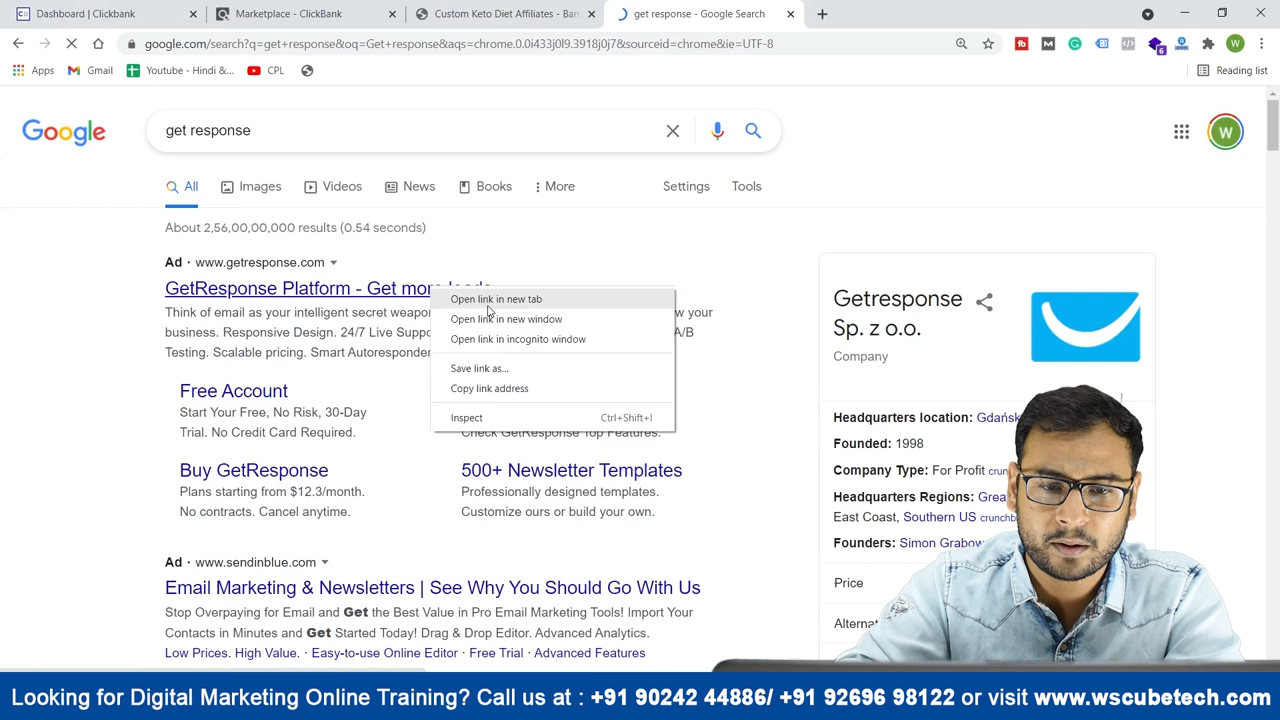 Dashboard | Clickbank
Marketplace - ClickBank
Custom Keto Diet Affiliates - Ban
get response - Google Search
google.com/search?q=get+response&oq=Get+response&aqs=chrome.0.0i433j0l9.3918j0j7&sourceid=chrome&ie=UTF-8
Apps
Gmail
Youtube - Hindi &...
CPL
Reading list
Google
get response
W
All
Images
Videos
News
Books
More
Settings
Tools
About 2,56,00,00,000 results (0.54 seconds)
Ad · www.getresponse.com
GetResponse Platform - Get more leads
Think of email as your intelligent secret weapo
your
business. Responsive Design. 24/7 Live Suppo
A/B
Testing. Scalable pricing. Smart Autoresponder
Open link in new tab
Open link in new window
Open link in incognito window
Save link as...
Copy link address
Inspect
Ctrl+Shift+I
Free Account
Start Your Free, No Risk, 30-Day
Trial. No Credit Card Required.
Check GetResponse Top Features.
Buy GetResponse
Plans starting from $12.3/month.
No contracts. Cancel anytime.
500+ Newsletter Templates
Professionally designed templates.
Customize ours or build your own.
Ad · www.sendinblue.com
Email Marketing & Newsletters | See Why You Should Go With Us
Stop Overpaying for Email and Get the Best Value in Pro Email Marketing Tools! Import Your
Contacts in Minutes and Get Started Today! Drag & Drop Editor. Advanced Analytics.
Low Prices. High Value. · Easy-to-use Online Editor · Free Trial · Advanced Features
Getresponse
Sp. z o.o.
Company
Headquarters location: Gdańsk
Founded: 1998
Company Type: For Profit crun
Headquarters Regions: Grea
East Coast, Southern US crunchb
Founders: Simon Grabow
Price
Alternat
Looking for Digital Marketing Online Training? Call us at : +91 90242 44886/ +91 92696 98122 or visit www.wscubetech.com